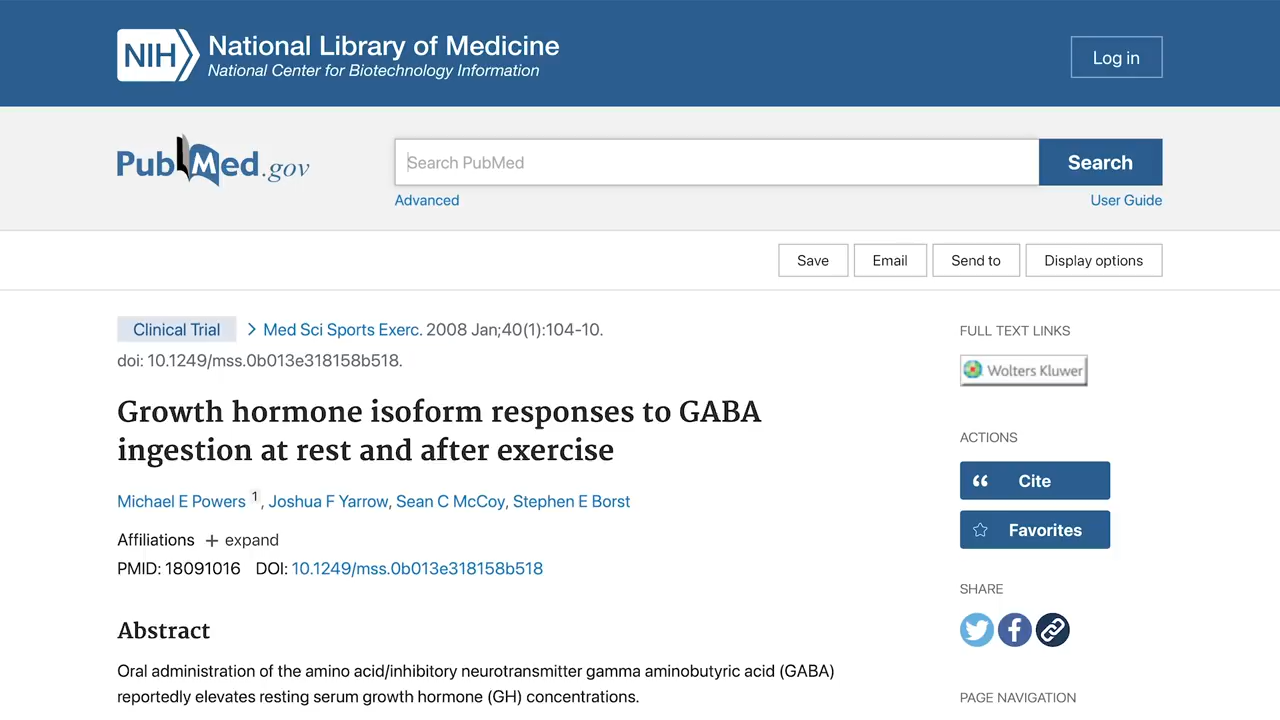 NIH National Library of Medicine
National Center for Biotechnology Information
Log in
PubMed.gov
Search PubMed
Search
Advanced
User Guide
Save
Email
Send to
Display options
Clinical Trial
Med Sci Sports Exerc. 2008 Jan;40(1):104-10.
doi: 10.1249/mss.0b013e318158b518.
Growth hormone isoform responses to GABA
ingestion at rest and after exercise
Michael E Powers 1, Joshua F Yarrow, Sean C McCoy, Stephen E Borst
Affiliations + expand
PMID: 18091016 DOI: 10.1249/mss.0b013e318158b518
Abstract
Oral administration of the amino acid/inhibitory neurotransmitter gamma aminobutyric acid (GABA)
reportedly elevates resting serum growth hormone (GH) concentrations.
FULL TEXT LINKS
Wolters Kluwer
ACTIONS
Cite
Favorites
SHARE
PAGE NAVIGATION